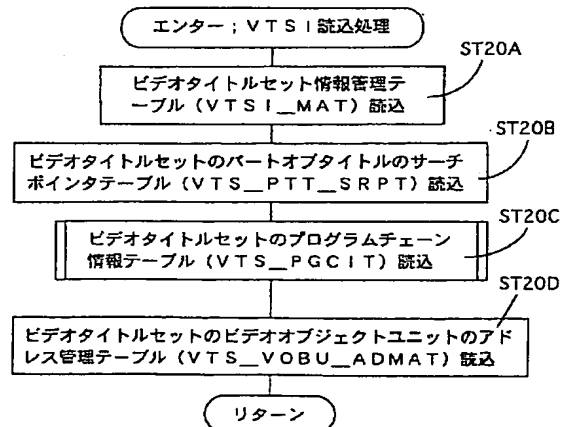 エンター；ＶＴＳＩ読込処理
ST20A
ビデオタイトルセット情報管理テ
ーブル（ＶＴＳＩ＿ＭＡＴ）読込
ST20B
ビデオタイトルセットのパートオブタイトルのサーチ
ポインタテーブル（ＶＴＳ＿ＰＴＴ＿ＳＲＰＴ）読込
ST20C
ビデオタイトルセットのプログラムチェーン
情報テーブル（ＶＴＳ＿ＰＧＣＩＴ）読込
ST20D
ビデオタイトルセットのビデオオブジェクトユニットのアド
レス管理テーブル（ＶＴＳ＿ＶＯＢＵ＿ＡＤＭＡＴ）読込
リターン